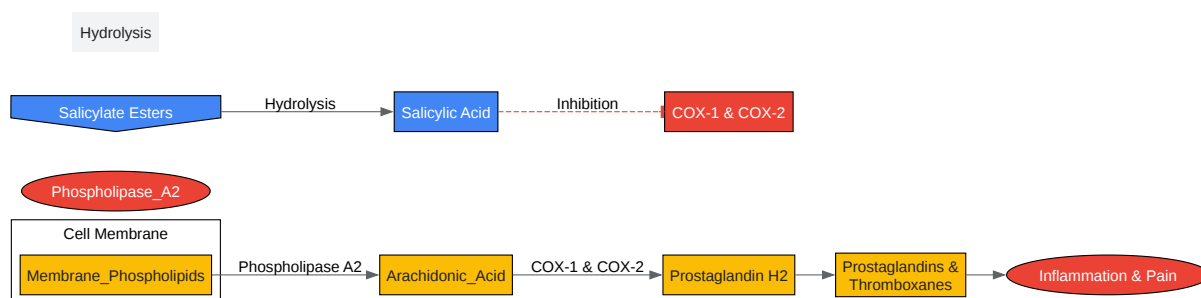 Hydrolysis
Salicylate Esters
Hydrolysis
Salicylic Acid
Inhibition
COX-1 & COX-2
Phospholipase_A2
Cell Membrane
Membrane_Phospholipids
Phospholipase A2
Arachidonic_Acid
COX-1 & COX-2
Prostaglandin H2
Prostaglandins &
Thromboxanes
Inflammation & Pain